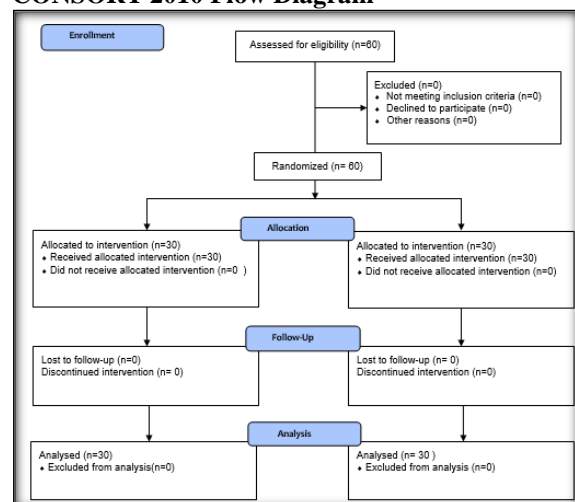 CONSORT 2010 Flow Diagram
Enrollment
Assessed for eligibility (n=60)
Excluded (n=0)
♦ Not meeting inclusion criteria (n=0)
♦ Declined to participate (n=0)
♦ Other reasons (n=0)
Randomized (n= 60)
Allocation
Allocated to intervention (n=30)
♦ Received allocated intervention (n=30)
♦ Did not receive allocated intervention (n=0 )
Allocated to intervention (n=30)
♦ Received allocated intervention (n=30)
♦ Did not receive allocated intervention (n=0)
Follow-Up
Lost to follow-up (n=0)
Discontinued intervention (n= 0)
Lost to follow-up (n= 0)
Discontinued intervention (n=0)
Analysis
Analysed (n=30)
♦ Excluded from analysis(n=0)
Analysed (n= 30 )
♦ Excluded from analysis (n=0)